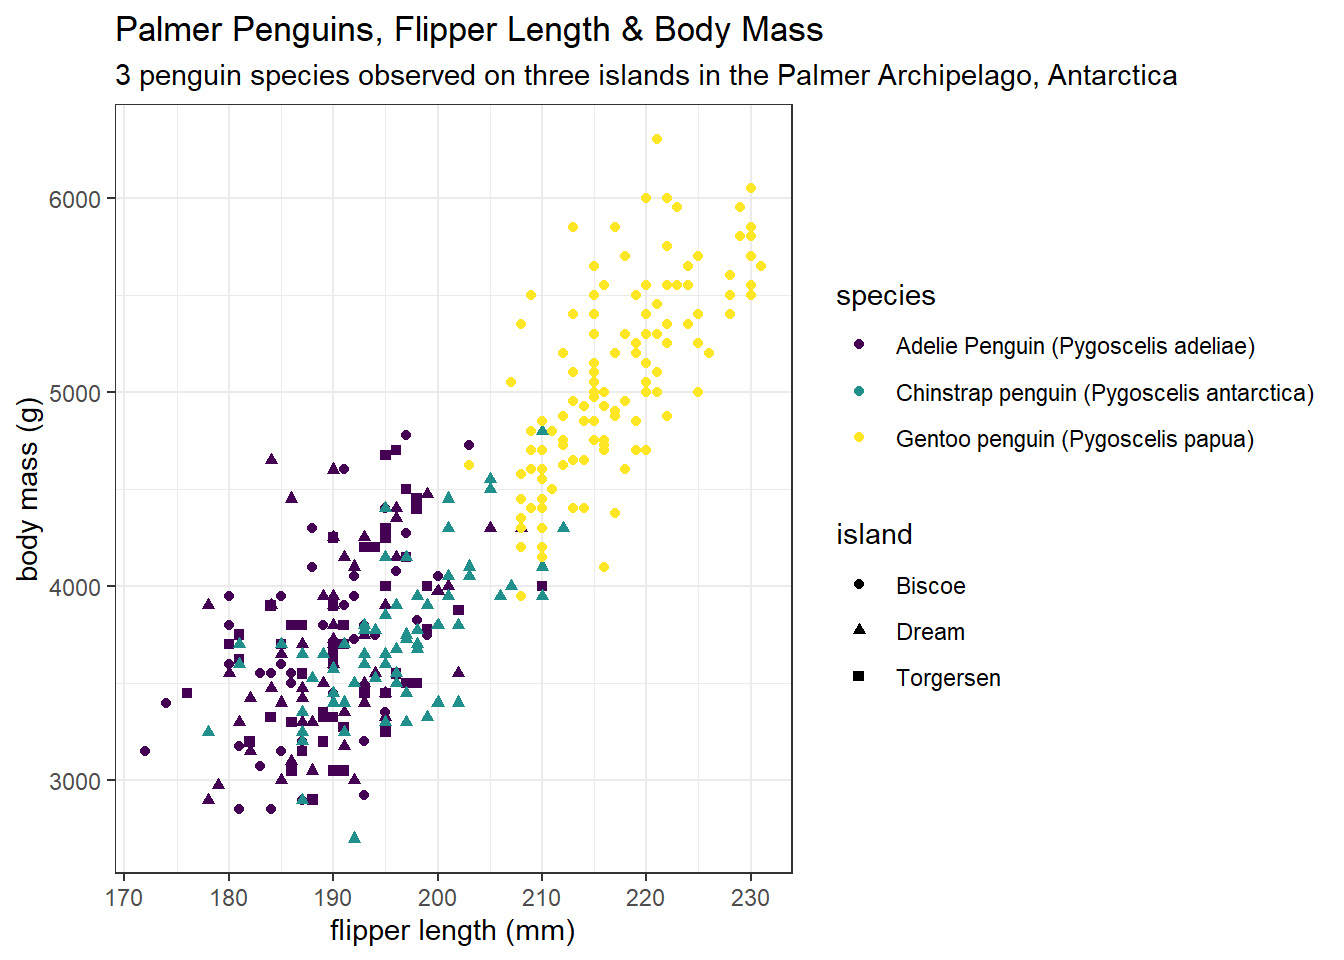 Palmer Penguins, Flipper Length & Body Mass
3 penguin species observed on three islands in the Palmer Archipelago, Antarctica
body mass (g)
6000
5000
4000
3000
170 180 190 200 210 220 230
flipper length (mm)
species
Adelie Penguin (Pygoscelis adeliae)
Chinstrap penguin (Pygoscelis antarctica)
Gentoo penguin (Pygoscelis papua)
island
Biscoe
Dream
Torgersen